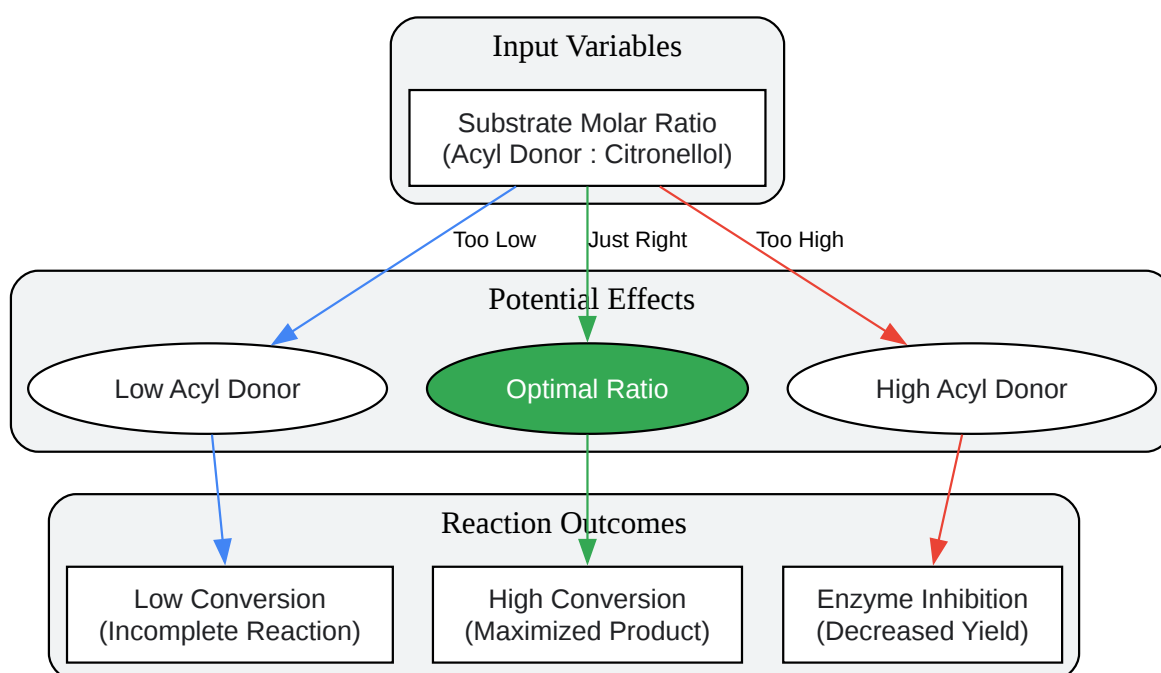 Input Variables
Substrate Molar Ratio
(Acyl Donor : Citronellol)
Too Low
Just Right
Too High
Potential Effects
Low Acyl Donor
Optimal Ratio
High Acyl Donor
Reaction Outcomes
Low Conversion
(Incomplete Reaction)
High Conversion
(Maximized Product)
Enzyme Inhibition
(Decreased Yield)